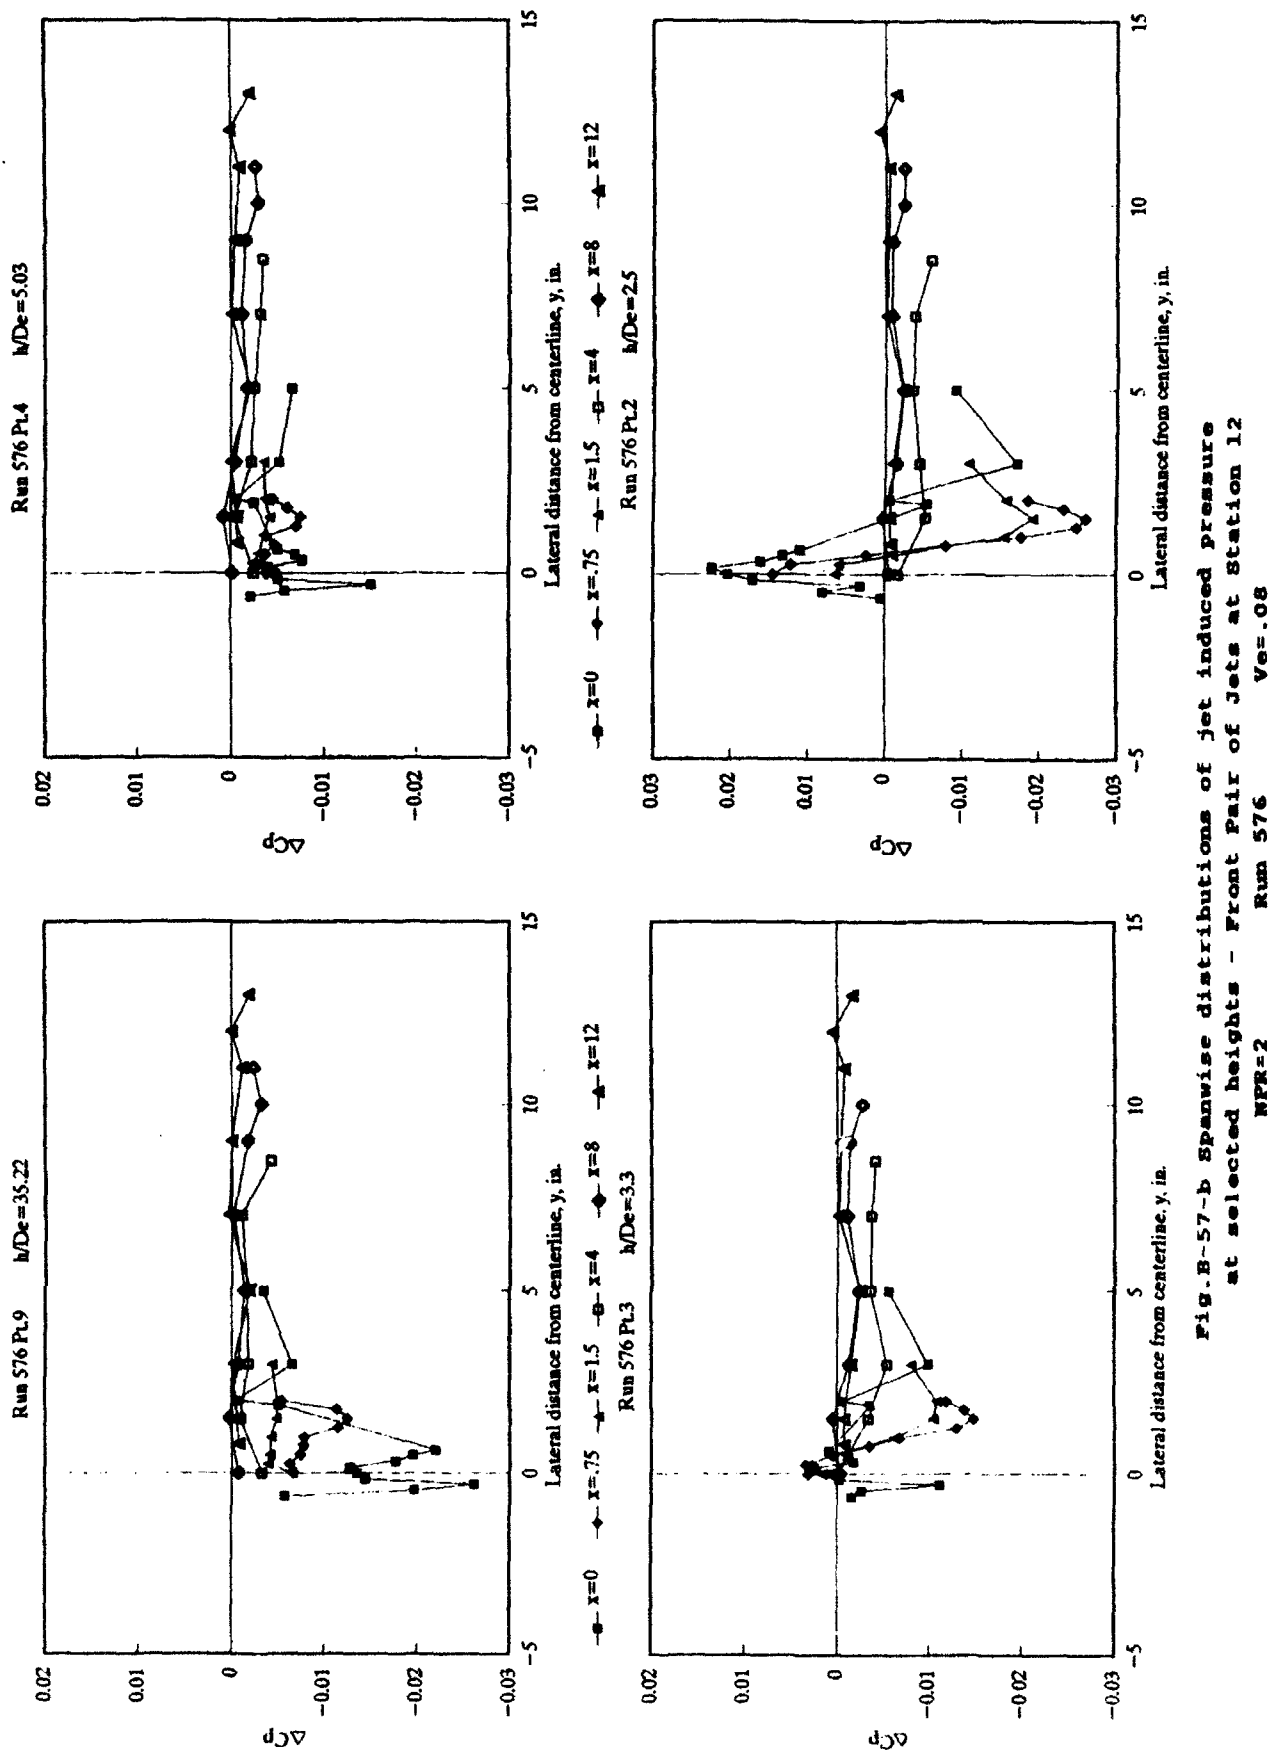 Run 576 Pt.9 h/De=35.22
0.02
0.01
0
-0.01
-0.02
-0.03
ΔCp
-5
0
5
10
15
Lateral distance from centerline, y, in.
Run 576 Pt.4 h/De=5.03
0.02
0.01
0
-0.01
-0.02
-0.03
ΔCp
-5
0
5
10
15
Lateral distance from centerline, y, in.
x=0 x=.75 x=1.5 x=4 x=8 x=12
x=0 x=.75 x=1.5 x=4 x=8 x=12
Run 576 Pt.3 h/De=3.3
0.02
0.01
0
-0.01
-0.02
-0.03
ΔCp
-5
0
5
10
15
Lateral distance from centerline, y, in.
Run 576 Pt.2 h/De=2.5
0.03
0.02
0.01
0
-0.01
-0.02
-0.03
ΔCp
-5
0
5
10
15
Lateral distance from centerline, y, in.
Fig.B-57-b Spanwise distributions of jet induced pressure
at selected heights - Front Pair of Jets at Station 12
NPR=2 Run 576 Ve=.08